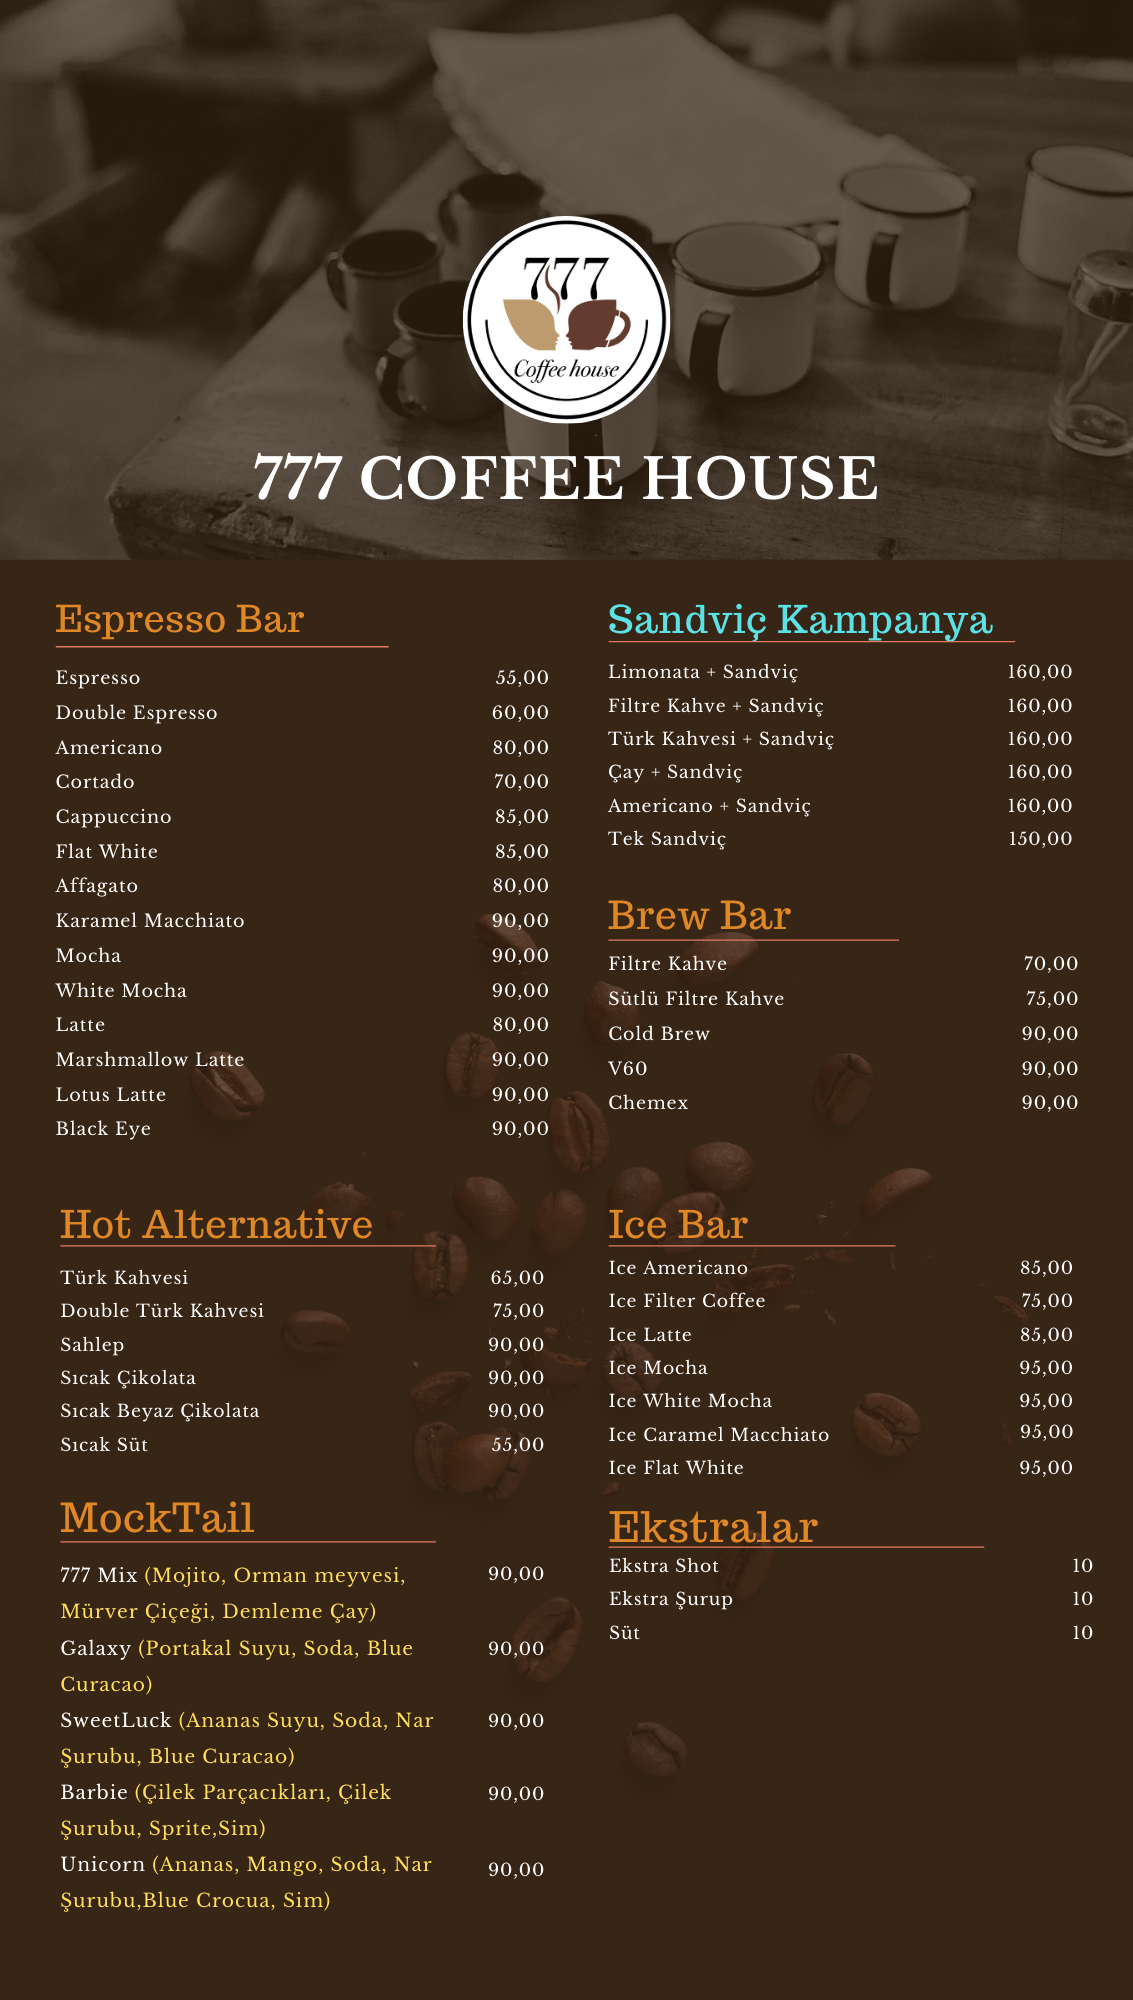 777
Coffee house
777 COFFEE HOUSE
Espresso Bar
Espresso 55,00
Double Espresso 60,00
Americano 80,00
Cortado 70,00
Cappuccino 85,00
Flat White 85,00
Affagato 80,00
Karamel Macchiato 90,00
Mocha 90,00
White Mocha 90,00
Latte 80,00
Marshmallow Latte 90,00
Lotus Latte 90,00
Black Eye 90,00
Sandviç Kampanya
Limonata + Sandviç 160,00
Filtre Kahve + Sandviç 160,00
Türk Kahvesi + Sandviç 160,00
Çay + Sandviç 160,00
Americano + Sandviç 160,00
Tek Sandviç 150,00
Brew Bar
Filtre Kahve 70,00
Sütlü Filtre Kahve 75,00
Cold Brew 90,00
V60 90,00
Chemex 90,00
Hot Alternative
Türk Kahvesi 65,00
Double Türk Kahvesi 75,00
Sahlep 90,00
Sıcak Çikolata 90,00
Sıcak Beyaz Çikolata 90,00
Sıcak Süt 55,00
Ice Bar
Ice Americano 85,00
Ice Filter Coffee 75,00
Ice Latte 85,00
Ice Mocha 95,00
Ice White Mocha 95,00
Ice Caramel Macchiato 95,00
Ice Flat White 95,00
MockTail
777 Mix (Mojito, Orman meyvesi, 90,00
Mürver Çiçeği, Demleme Çay)
Galaxy (Portakal Suyu, Soda, Blue 90,00
Curacao)
SweetLuck (Ananas Suyu, Soda, Nar 90,00
Şurubu, Blue Curacao)
Barbie (Çilek Parçacıkları, Çilek 90,00
Şurubu, Sprite,Sim)
Unicorn (Ananas, Mango, Soda, Nar 90,00
Şurubu,Blue Crocua, Sim)
Ekstralar
Ekstra Shot 10
Ekstra Şurup 10
Süt 10